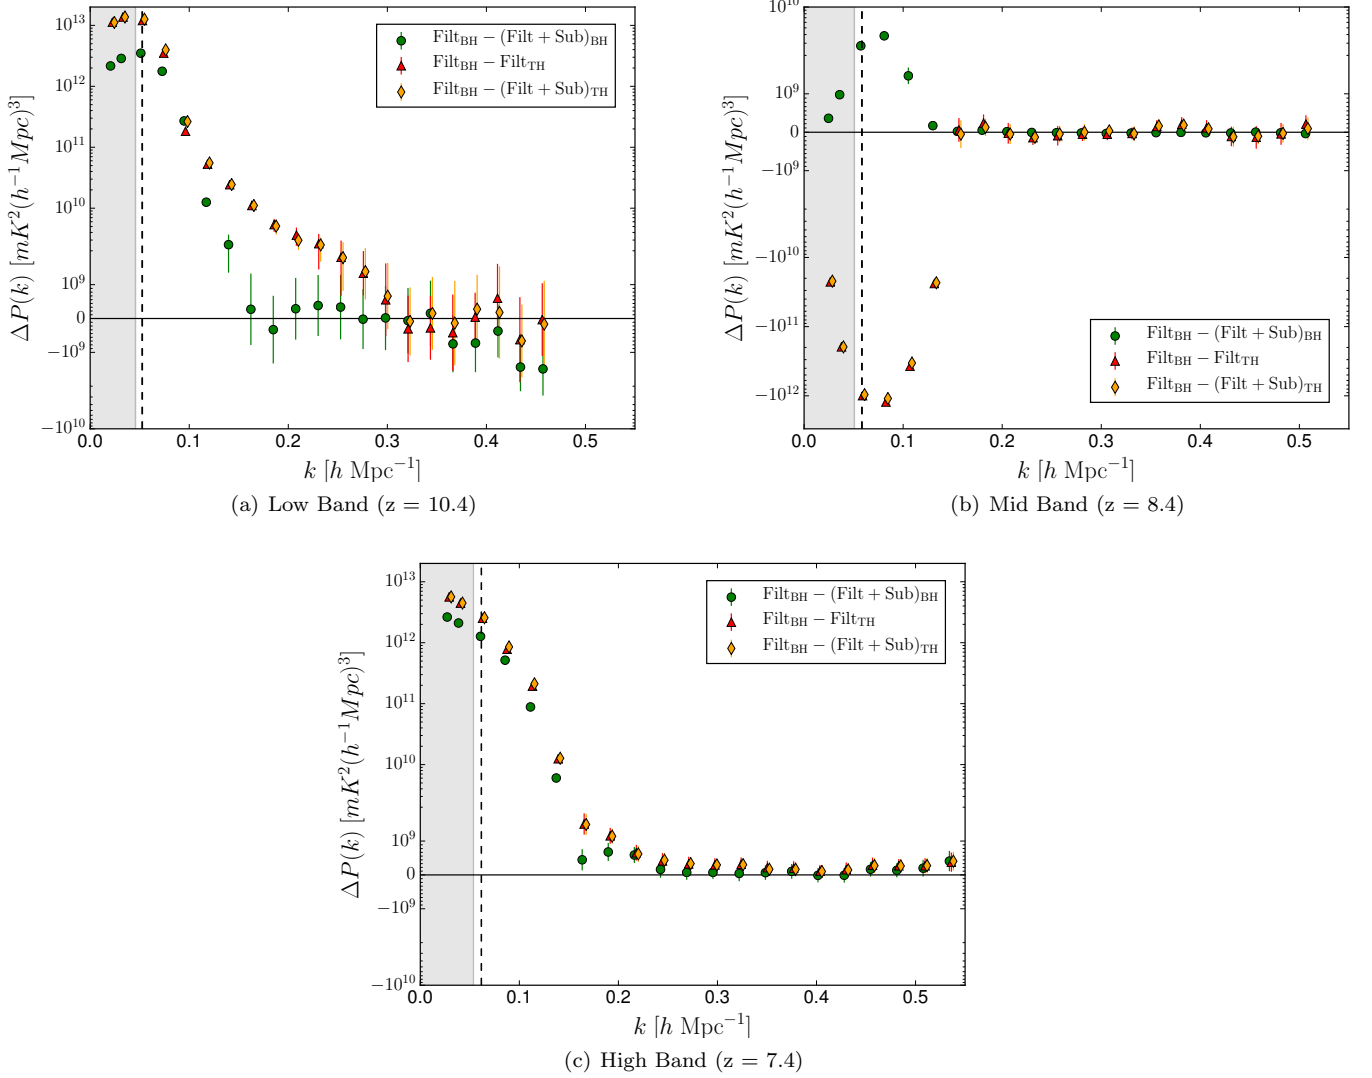 10^13
10^12
10^11
10^10
10^9
0
−10^9
−10^10
ΔP(k) [mK^2(h^−1Mpc)^3]
Filt_BH − (Filt + Sub)_BH
Filt_BH − Filt_TH
Filt_BH − (Filt + Sub)_TH
0.0 0.1 0.2 0.3 0.4 0.5
k [h Mpc^−1]
(a) Low Band (z = 10.4)
10^10
10^9
0
−10^9
−10^10
−10^11
−10^12
ΔP(k) [mK^2(h^−1Mpc)^3]
Filt_BH − (Filt + Sub)_BH
Filt_BH − Filt_TH
Filt_BH − (Filt + Sub)_TH
0.0 0.1 0.2 0.3 0.4 0.5
k [h Mpc^−1]
(b) Mid Band (z = 8.4)
10^13
10^12
10^11
10^10
10^9
0
−10^9
−10^10
ΔP(k) [mK^2(h^−1Mpc)^3]
Filt_BH − (Filt + Sub)_BH
Filt_BH − Filt_TH
Filt_BH − (Filt + Sub)_TH
0.0 0.1 0.2 0.3 0.4 0.5
k [h Mpc^−1]
(c) High Band (z = 7.4)